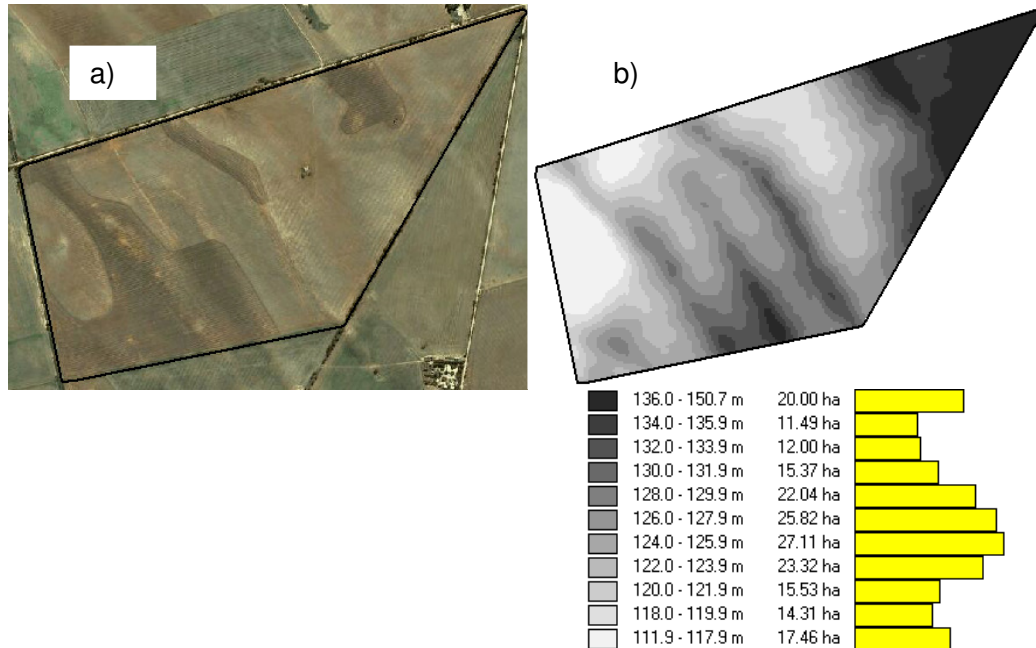 a)
b)
136.0 - 150.7 m 20.00 ha
134.0 - 135.9 m 11.49 ha
132.0 - 133.9 m 12.00 ha
130.0 - 131.9 m 15.37 ha
128.0 - 129.9 m 22.04 ha
126.0 - 127.9 m 25.82 ha
124.0 - 125.9 m 27.11 ha
122.0 - 123.9 m 23.32 ha
120.0 - 121.9 m 15.53 ha
118.0 - 119.9 m 14.31 ha
111.9 - 117.9 m 17.46 ha